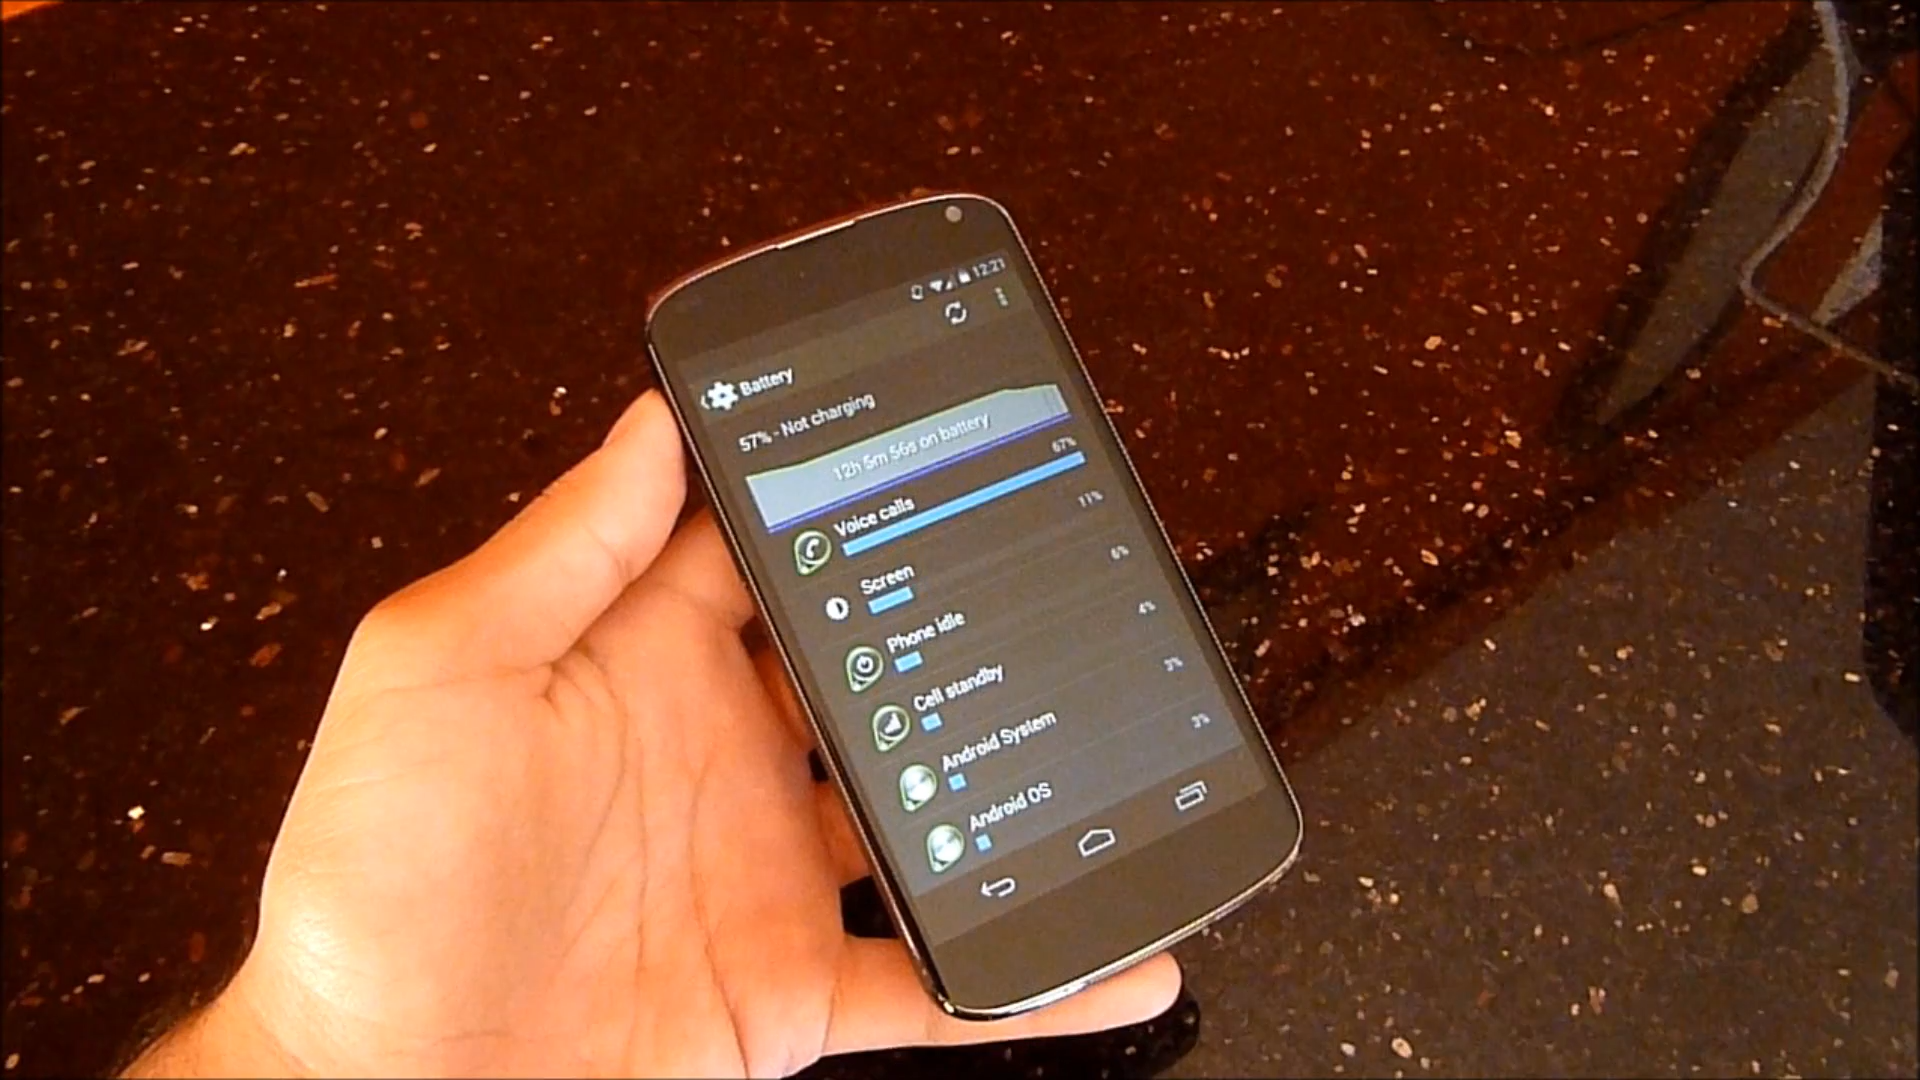 12:21
Battery
57% - Not charging
12h 5m 56s on battery
Voice calls 67%
Screen 11%
Phone idle 6%
Cell standby 4%
Android System 3%
Android OS 3%